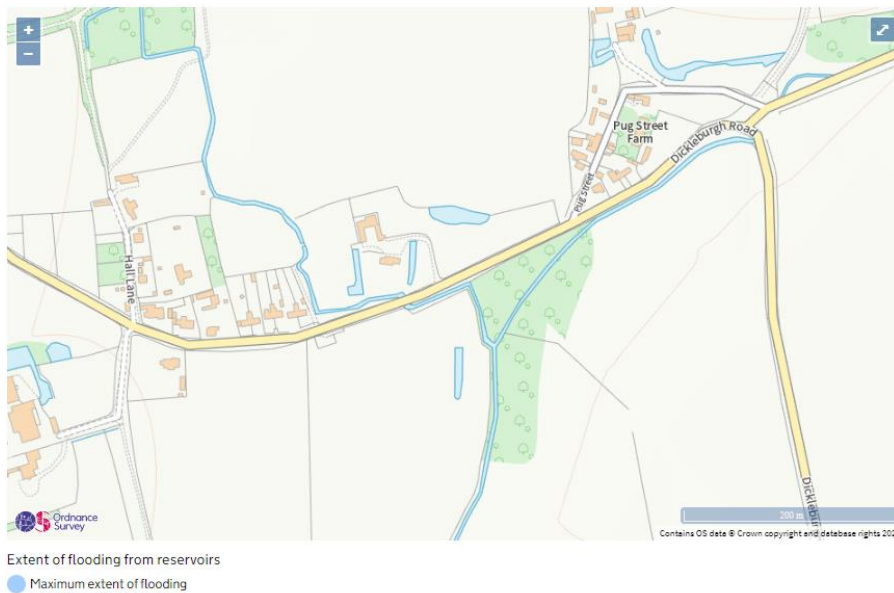 +
−
Pug Street
Farm
Dickleburgh Road
Pug Street
Hall Lane
Ordnance
Survey
200 m
Contains OS data © Crown copyright and database rights 202
Dicklebur
Extent of flooding from reservoirs
Maximum extent of flooding